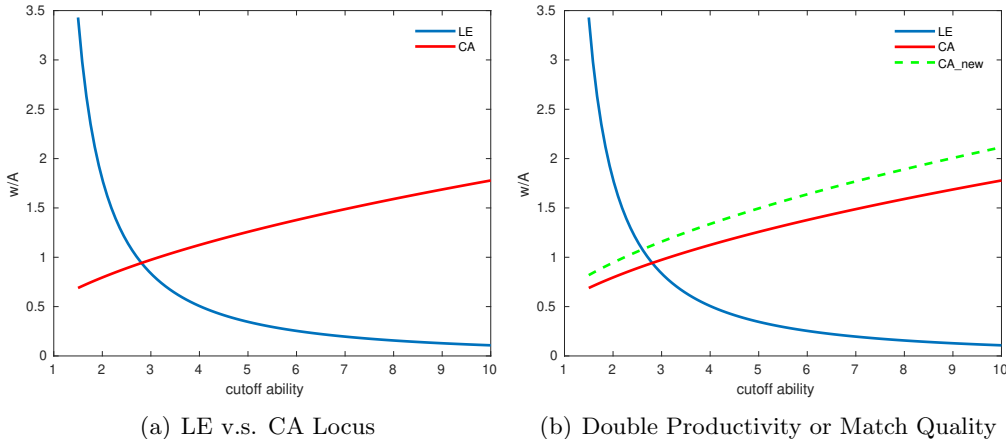 3.5
3
2.5
2
1.5
1
0.5
0
w/A
1 2 3 4 5 6 7 8 9 10
cutoff ability
LE
CA
(a) LE v.s. CA Locus
3.5
3
2.5
2
1.5
1
0.5
0
w/A
1 2 3 4 5 6 7 8 9 10
cutoff ability
LE
CA
CA_new
(b) Double Productivity or Match Quality